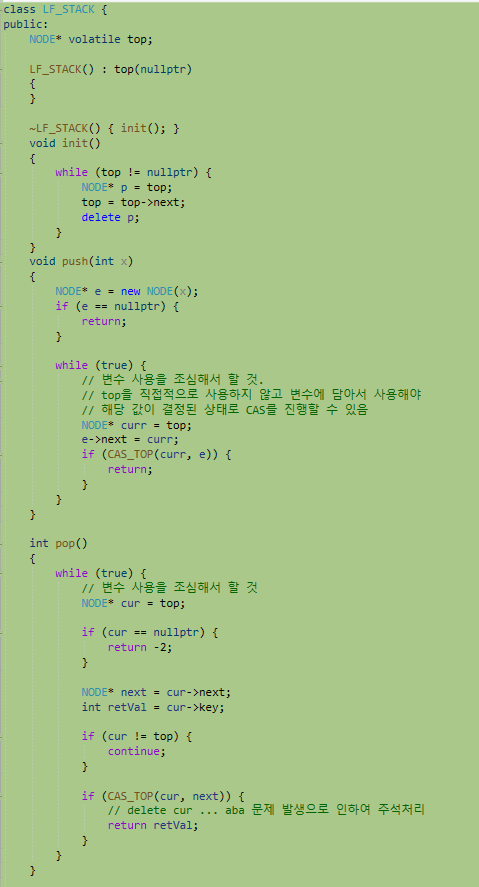 class LF_STACK {
public:
    NODE* volatile top;

    LF_STACK() : top(nullptr)
    {
    }

    ~LF_STACK() { init(); }
    void init()
    {
        while (top != nullptr) {
            NODE* p = top;
            top = top->next;
            delete p;
        }
    }
    void push(int x)
    {
        NODE* e = new NODE(x);
        if (e == nullptr) {
            return;
        }

        while (true) {
            // 변수 사용을 조심해서 할 것.
            // top을 직접적으로 사용하지 않고 변수에 담아서 사용해야
            // 해당 값이 결정된 상태로 CAS를 진행할 수 있음
            NODE* curr = top;
            e->next = curr;
            if (CAS_TOP(curr, e)) {
                return;
            }
        }
    }

    int pop()
    {
        while (true) {
            // 변수 사용을 조심해서 할 것
            NODE* cur = top;

            if (cur == nullptr) {
                return -2;
            }

            NODE* next = cur->next;
            int retVal = cur->key;

            if (cur != top) {
                continue;
            }

            if (CAS_TOP(cur, next)) {
                // delete cur ... aba 문제 발생으로 인하여 주석처리
                return retVal;
            }
        }
    }